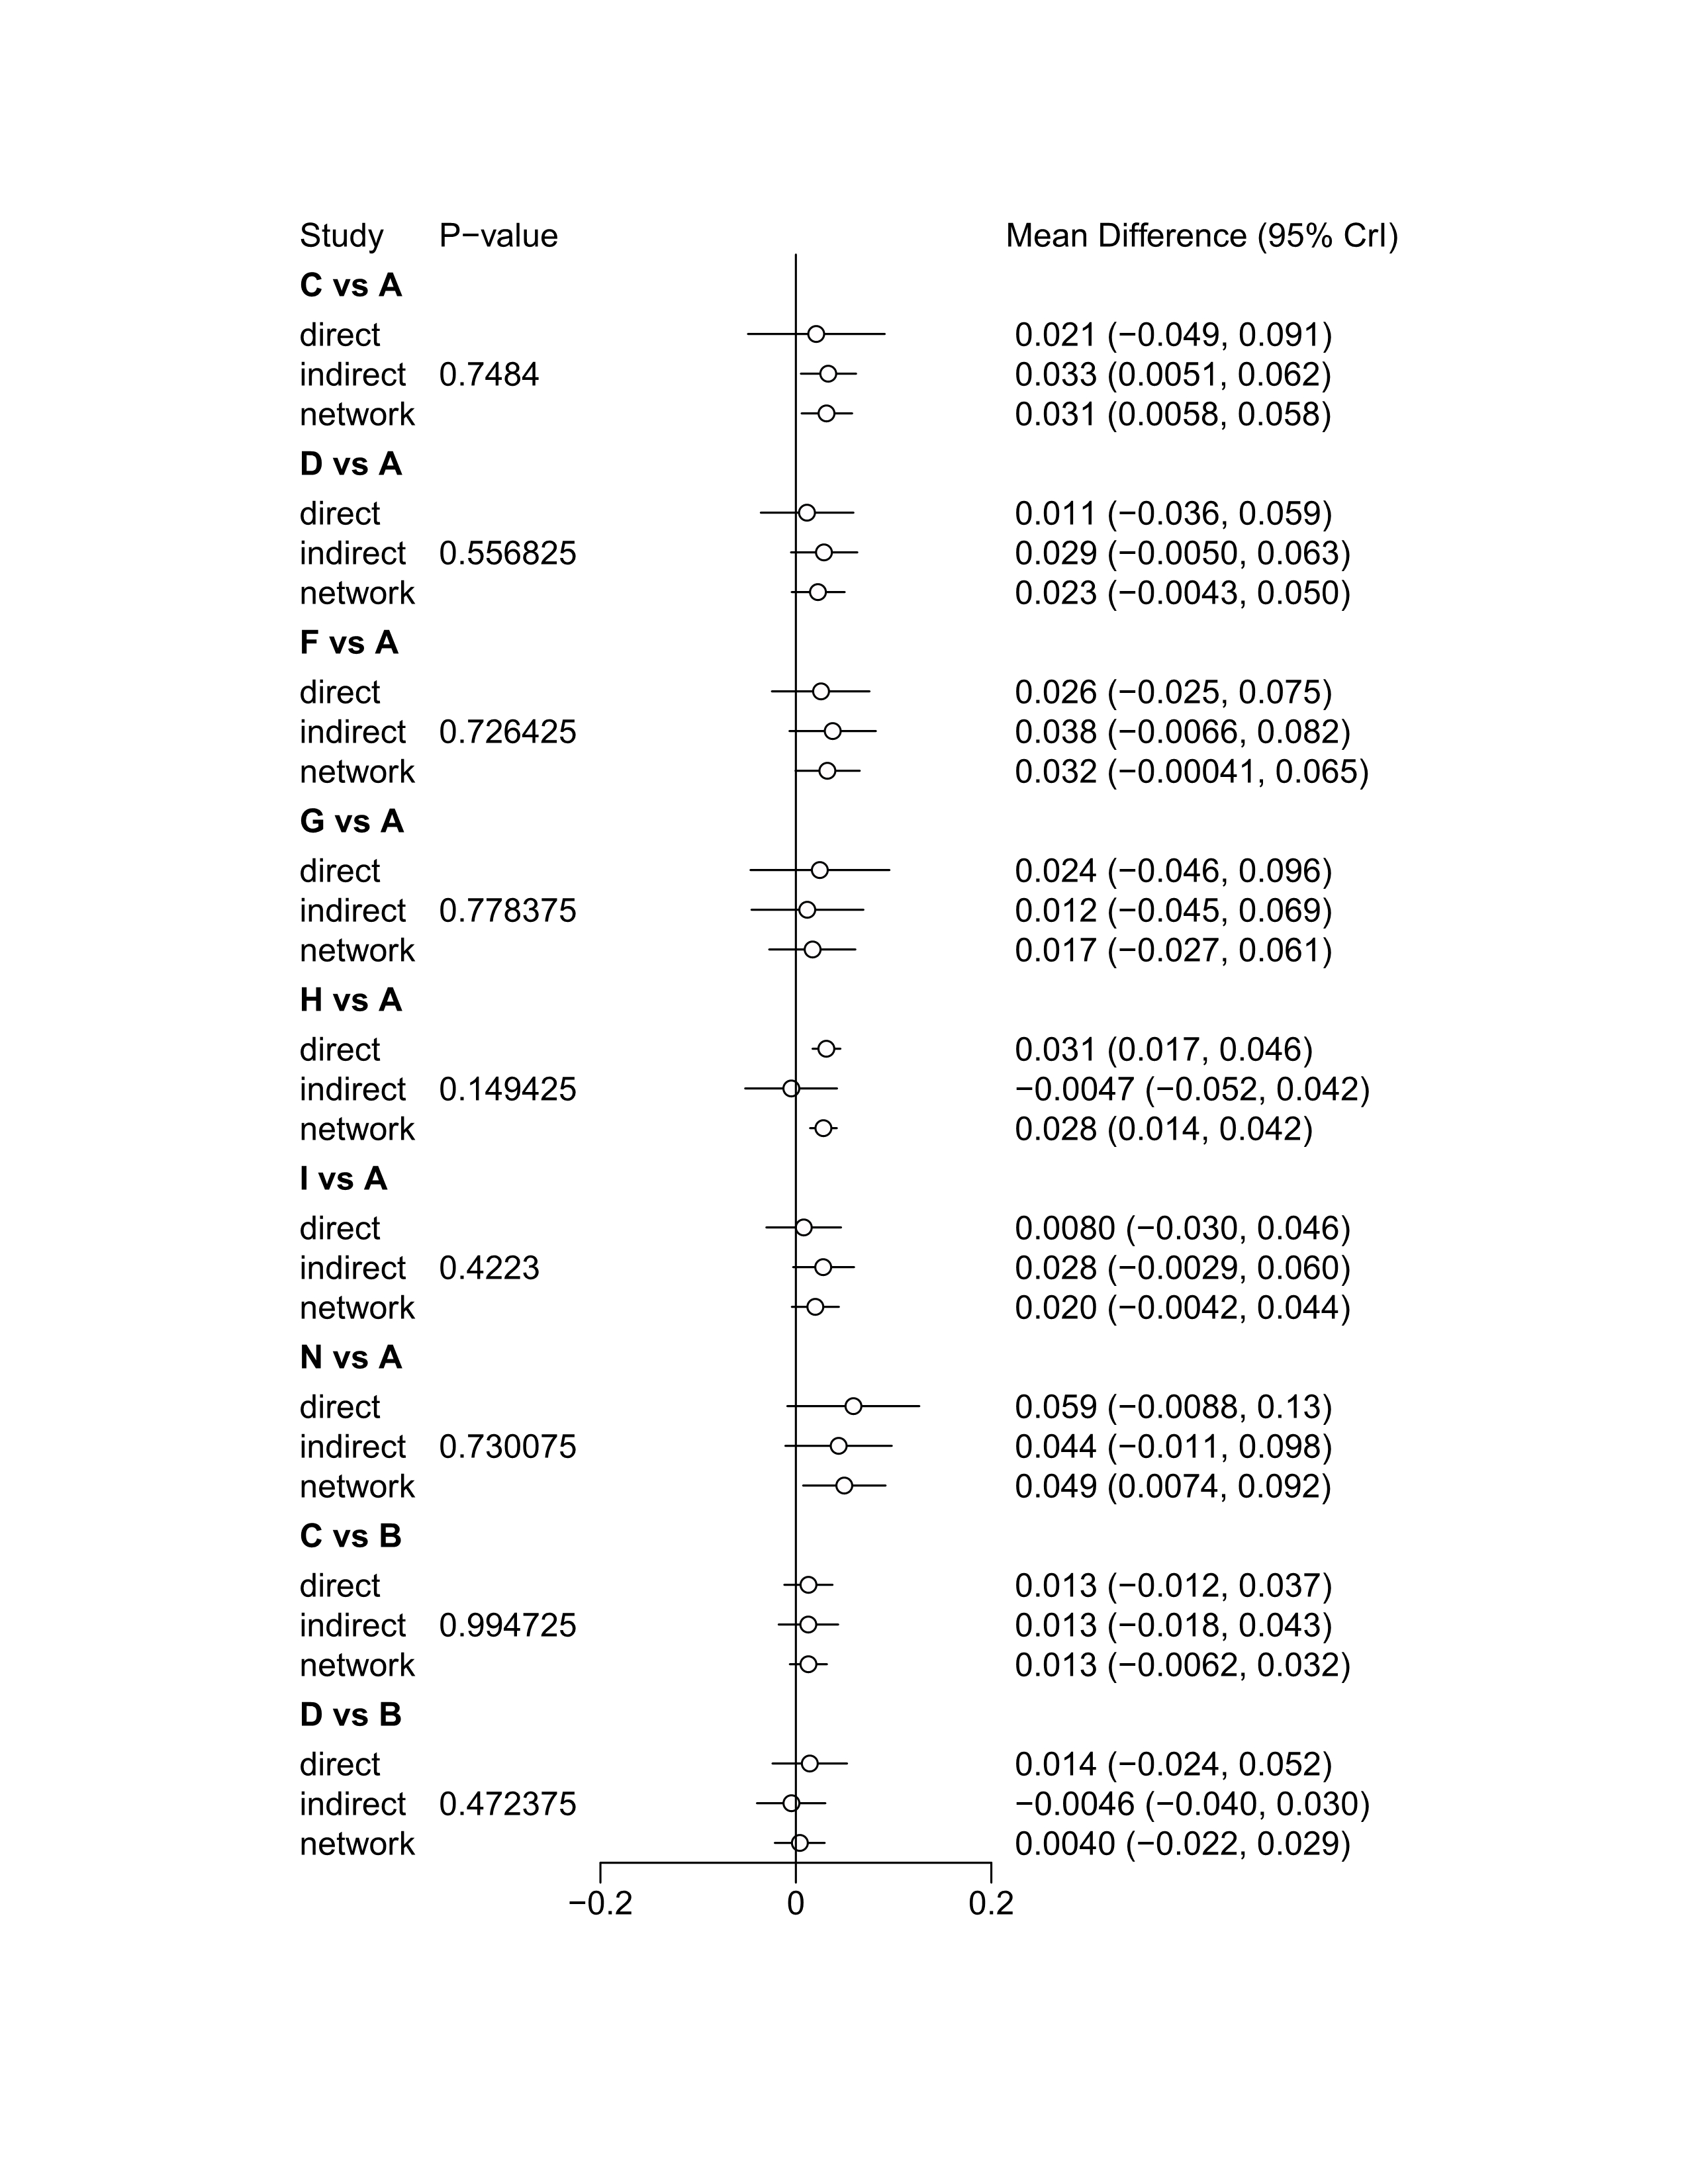 Study P−value Mean Difference (95% CrI)
C vs A
direct 0.021 (−0.049, 0.091)
indirect 0.7484 0.033 (0.0051, 0.062)
network 0.031 (0.0058, 0.058)
D vs A
direct 0.011 (−0.036, 0.059)
indirect 0.556825 0.029 (−0.0050, 0.063)
network 0.023 (−0.0043, 0.050)
F vs A
direct 0.026 (−0.025, 0.075)
indirect 0.726425 0.038 (−0.0066, 0.082)
network 0.032 (−0.00041, 0.065)
G vs A
direct 0.024 (−0.046, 0.096)
indirect 0.778375 0.012 (−0.045, 0.069)
network 0.017 (−0.027, 0.061)
H vs A
direct 0.031 (0.017, 0.046)
indirect 0.149425 −0.0047 (−0.052, 0.042)
network 0.028 (0.014, 0.042)
I vs A
direct 0.0080 (−0.030, 0.046)
indirect 0.4223 0.028 (−0.0029, 0.060)
network 0.020 (−0.0042, 0.044)
N vs A
direct 0.059 (−0.0088, 0.13)
indirect 0.730075 0.044 (−0.011, 0.098)
network 0.049 (0.0074, 0.092)
C vs B
direct 0.013 (−0.012, 0.037)
indirect 0.994725 0.013 (−0.018, 0.043)
network 0.013 (−0.0062, 0.032)
D vs B
direct 0.014 (−0.024, 0.052)
indirect 0.472375 −0.0046 (−0.040, 0.030)
network 0.0040 (−0.022, 0.029)
−0.2 0 0.2